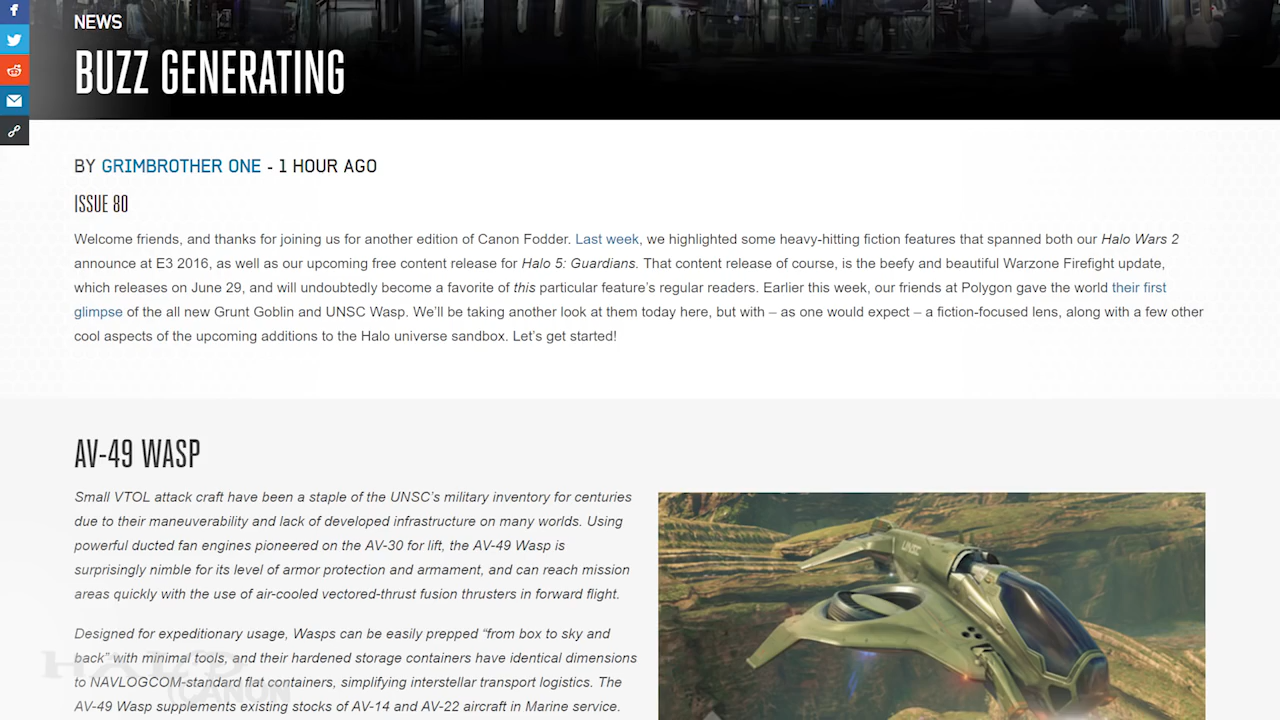 NEWS
BUZZ GENERATING
BY GRIMBROTHER ONE - 1 HOUR AGO
ISSUE 80
Welcome friends, and thanks for joining us for another edition of Canon Fodder. Last week, we highlighted some heavy-hitting fiction features that spanned both our Halo Wars 2
announce at E3 2016, as well as our upcoming free content release for Halo 5: Guardians. That content release of course, is the beefy and beautiful Warzone Firefight update,
which releases on June 29, and will undoubtedly become a favorite of this particular feature's regular readers. Earlier this week, our friends at Polygon gave the world their first
glimpse of the all new Grunt Goblin and UNSC Wasp. We'll be taking another look at them today here, but with – as one would expect – a fiction-focused lens, along with a few other
cool aspects of the upcoming additions to the Halo universe sandbox. Let's get started!
AV-49 WASP
Small VTOL attack craft have been a staple of the UNSC's military inventory for centuries
due to their maneuverability and lack of developed infrastructure on many worlds. Using
powerful ducted fan engines pioneered on the AV-30 for lift, the AV-49 Wasp is
surprisingly nimble for its level of armor protection and armament, and can reach mission
areas quickly with the use of air-cooled vectored-thrust fusion thrusters in forward flight.
Designed for expeditionary usage, Wasps can be easily prepped “from box to sky and
back” with minimal tools, and their hardened storage containers have identical dimensions
to NAVLOGCOM-standard flat containers, simplifying interstellar transport logistics. The
AV-49 Wasp supplements existing stocks of AV-14 and AV-22 aircraft in Marine service.
UNSC
HALO
CANON